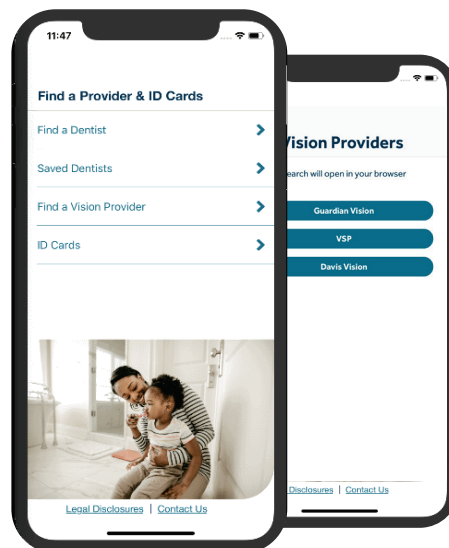 11:47
Find a Provider & ID Cards
Find a Dentist
Saved Dentists
Find a Vision Provider
ID Cards
Legal Disclosures | Contact Us
Vision Providers
earch will open in your browser
Guardian Vision
VSP
Davis Vision
Disclosures | Contact Us